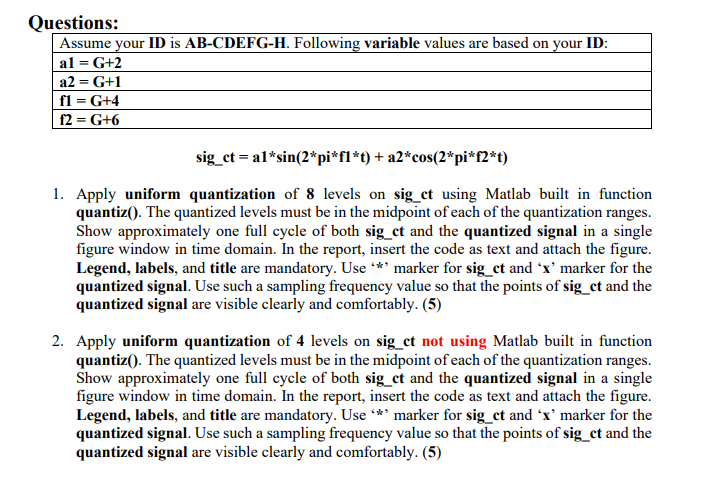 Questions:
Assume your ID is AB-CDEFG-H. Following variable values are based on your ID:
a1 = G+2
a2 = G+1
f1 = G+4
f2 = G+6
sig_ct = a1*sin(2*pi*f1*t) + a2*cos(2*pi*f2*t)
1. Apply uniform quantization of 8 levels on sig_ct using Matlab built in function
quantiz(). The quantized levels must be in the midpoint of each of the quantization ranges.
Show approximately one full cycle of both sig_ct and the quantized signal in a single
figure window in time domain. In the report, insert the code as text and attach the figure.
Legend, labels, and title are mandatory. Use ‘*’ marker for sig_ct and ‘x’ marker for the
quantized signal. Use such a sampling frequency value so that the points of sig_ct and the
quantized signal are visible clearly and comfortably. (5)
2. Apply uniform quantization of 4 levels on sig_ct not using Matlab built in function
quantiz(). The quantized levels must be in the midpoint of each of the quantization ranges.
Show approximately one full cycle of both sig_ct and the quantized signal in a single
figure window in time domain. In the report, insert the code as text and attach the figure.
Legend, labels, and title are mandatory. Use ‘*’ marker for sig_ct and ‘x’ marker for the
quantized signal. Use such a sampling frequency value so that the points of sig_ct and the
quantized signal are visible clearly and comfortably. (5)